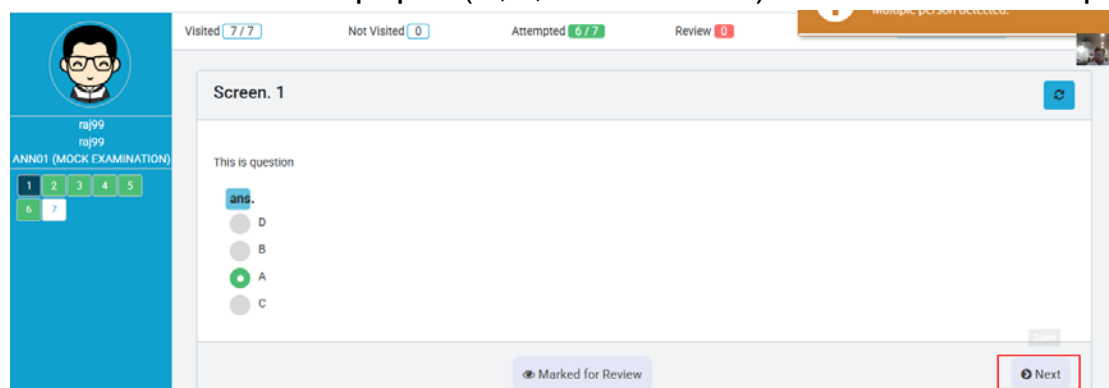 Visited 7 / 7 Not Visited 0 Attempted 6 / 7 Review 0
Multiple person detected.
Screen. 1
raj99
raj99
ANN01 (MOCK EXAMINATION)
1 2 3 4 5
6 7
This is question
ans.
D
B
A
C
Marked for Review
Next